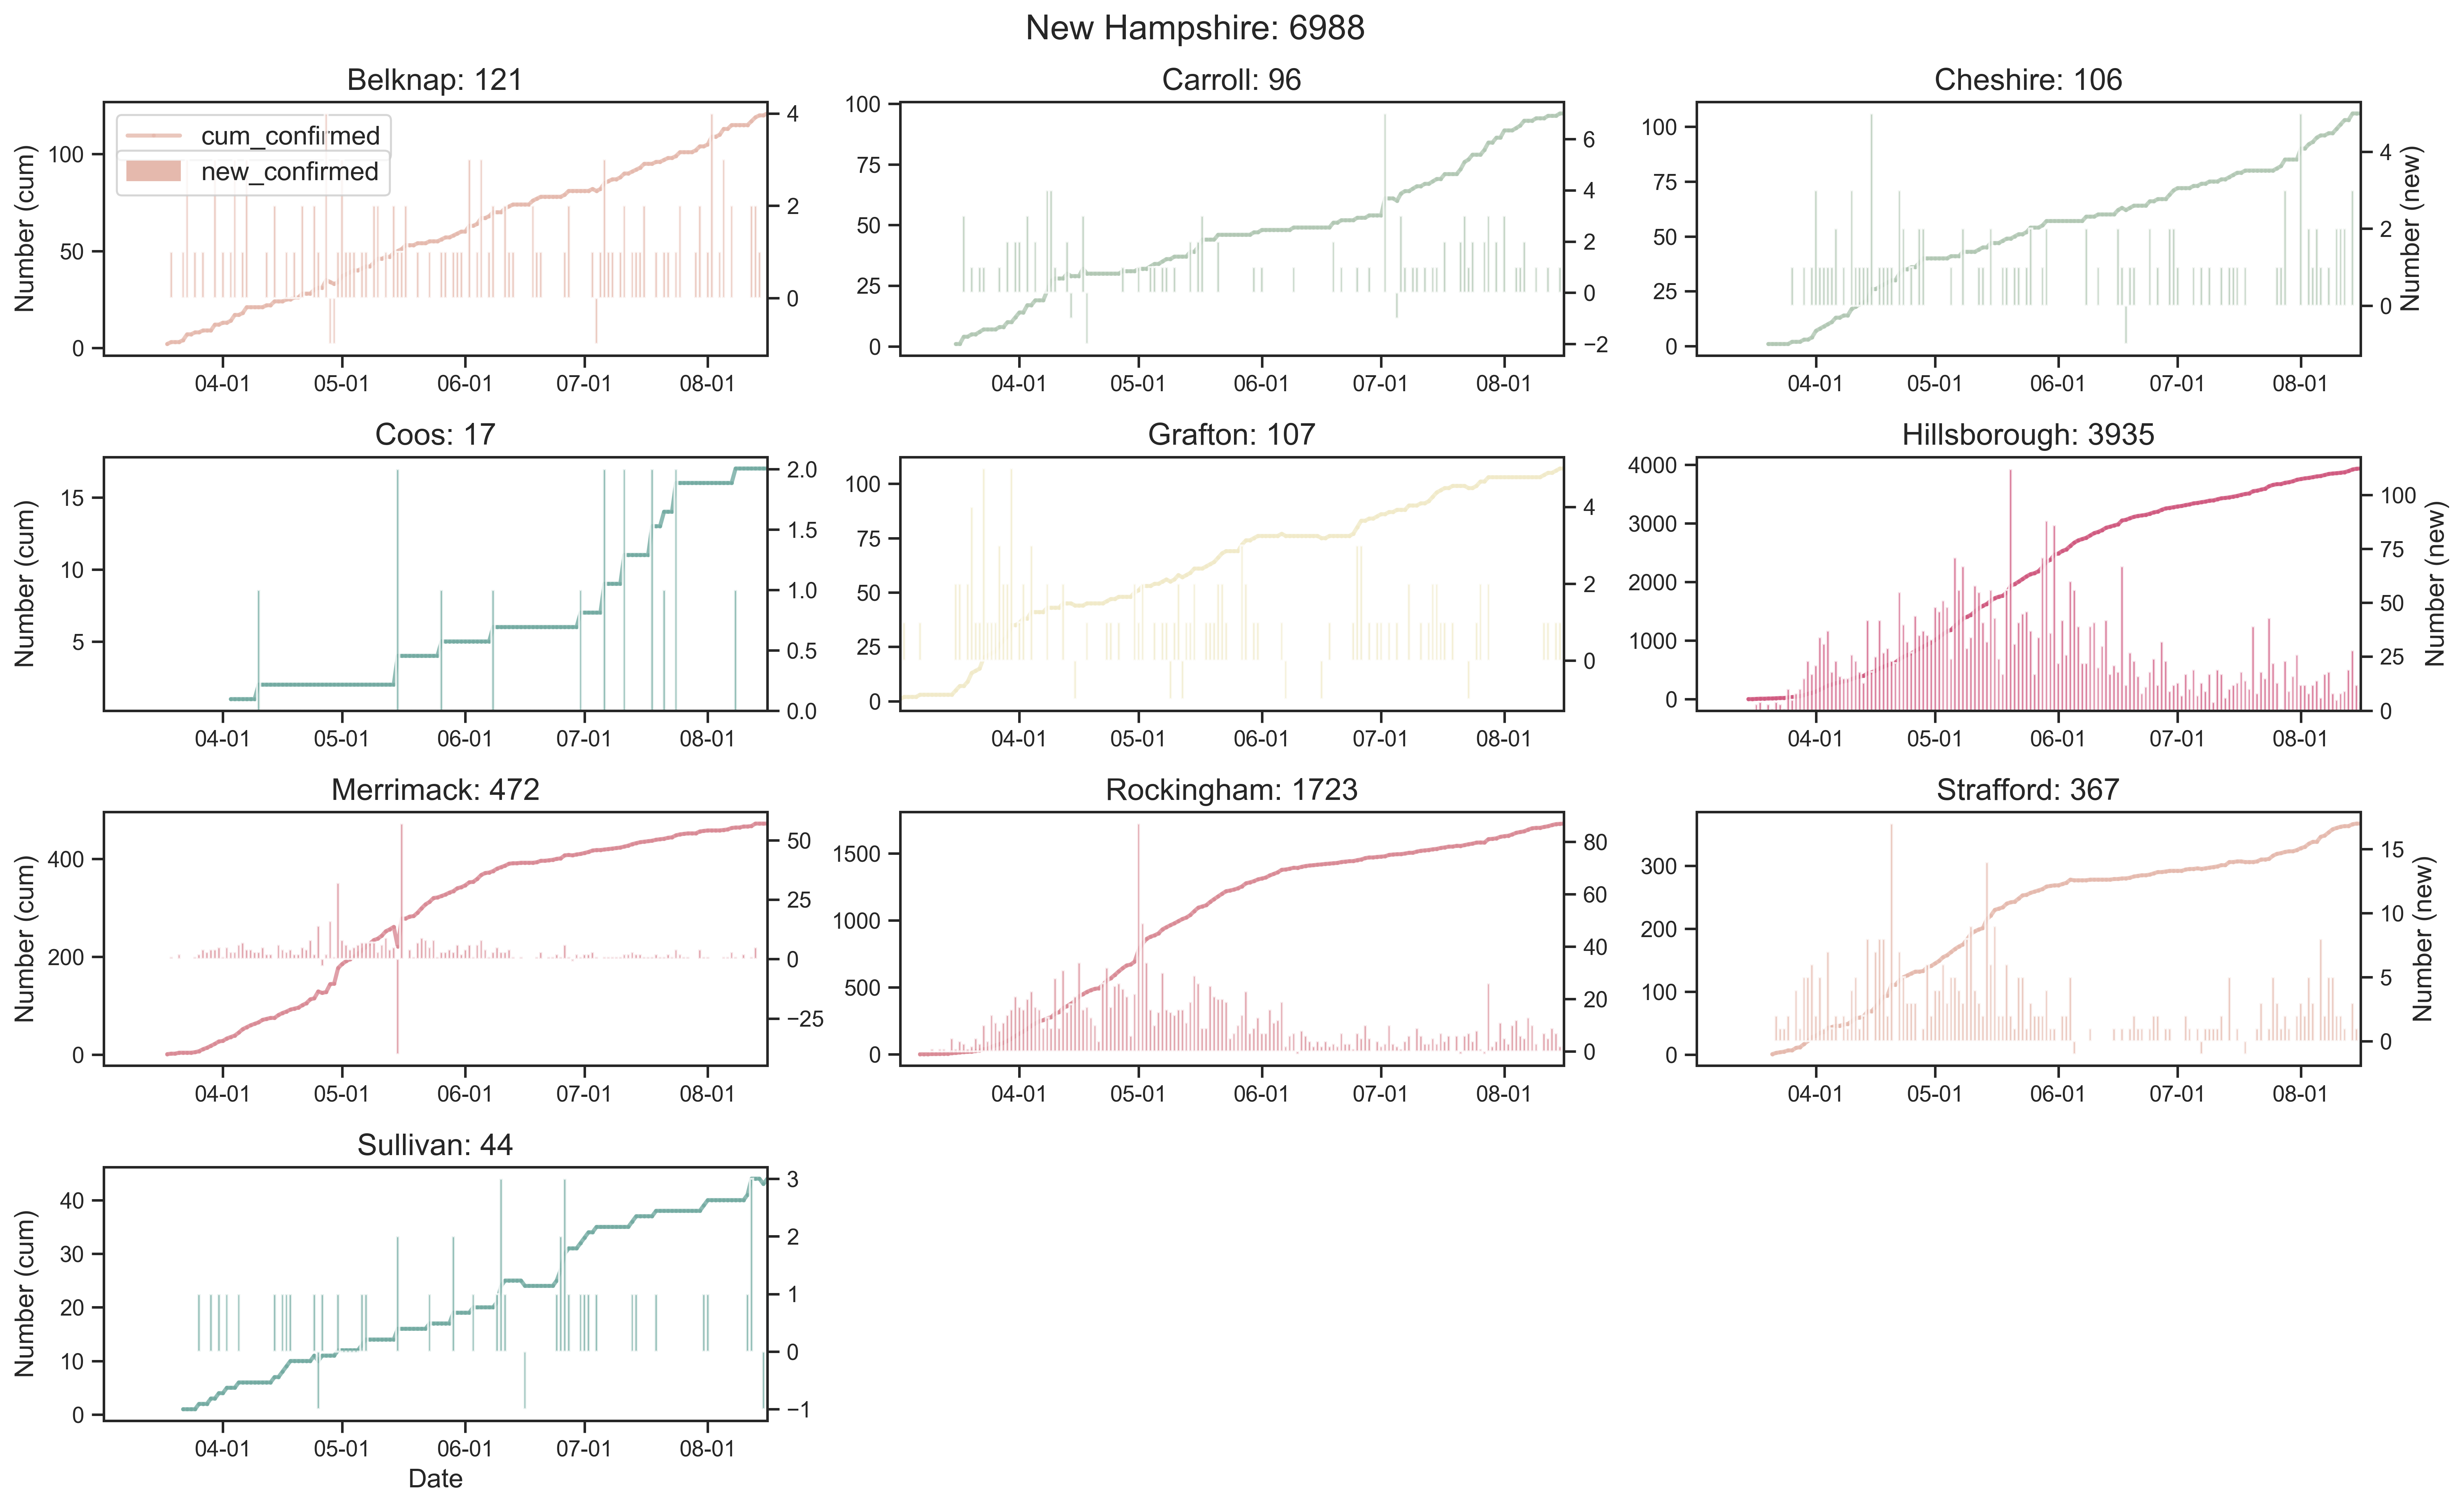 New Hampshire: 6988
Belknap: 121
Number (cum)
0
50
100
cum_confirmed
new_confirmed
0
2
4
04-01 05-01 06-01 07-01 08-01
Carroll: 96
0
25
50
75
100
−2
0
2
4
6
04-01 05-01 06-01 07-01 08-01
Cheshire: 106
0
25
50
75
100
0
2
4
Number (new)
04-01 05-01 06-01 07-01 08-01
Coos: 17
Number (cum)
5
10
15
0.0
0.5
1.0
1.5
2.0
04-01 05-01 06-01 07-01 08-01
Grafton: 107
0
25
50
75
100
0
2
4
04-01 05-01 06-01 07-01 08-01
Hillsborough: 3935
0
1000
2000
3000
4000
0
25
50
75
100
Number (new)
04-01 05-01 06-01 07-01 08-01
Merrimack: 472
Number (cum)
0
200
400
−25
0
25
50
04-01 05-01 06-01 07-01 08-01
Rockingham: 1723
0
500
1000
1500
0
20
40
60
80
04-01 05-01 06-01 07-01 08-01
Strafford: 367
0
100
200
300
0
5
10
15
Number (new)
04-01 05-01 06-01 07-01 08-01
Sullivan: 44
Number (cum)
0
10
20
30
40
−1
0
1
2
3
04-01 05-01 06-01 07-01 08-01
Date